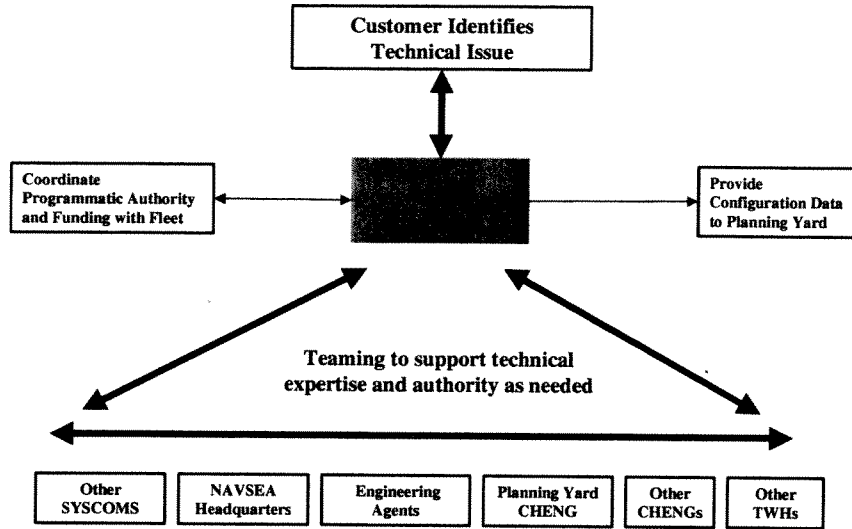 Customer Identifies
Technical Issue
Coordinate
Programmatic Authority
and Funding with Fleet
Provide
Configuration Data
to Planning Yard
Teaming to support technical
expertise and authority as needed
Other
SYSCOMS
NAVSEA
Headquarters
Engineering
Agents
Planning Yard
CHENG
Other
CHENGs
Other
TWHs